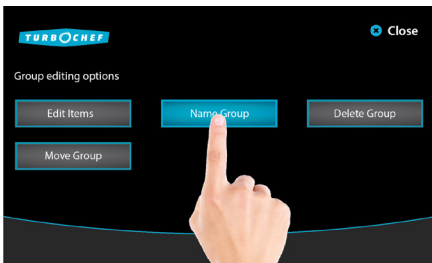 TURBOCHEF
Close
Group editing options
Edit Items
Name Group
Delete Group
Move Group